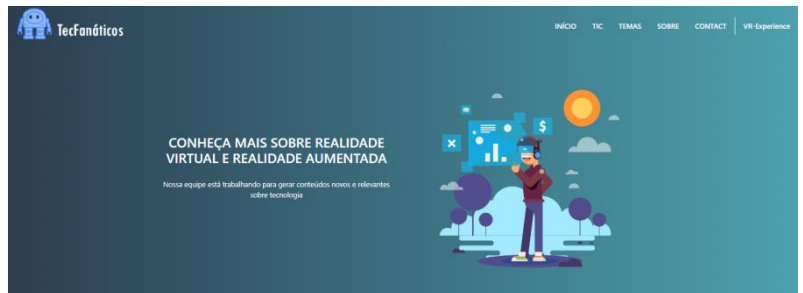 TecFanáticos
INÍCIO TIC TEMAS SOBRE CONTACT VR-Experience
CONHEÇA MAIS SOBRE REALIDADE
VIRTUAL E REALIDADE AUMENTADA
Nossa equipe está trabalhando para gerar conteúdos novos e relevantes
sobre tecnologia
$